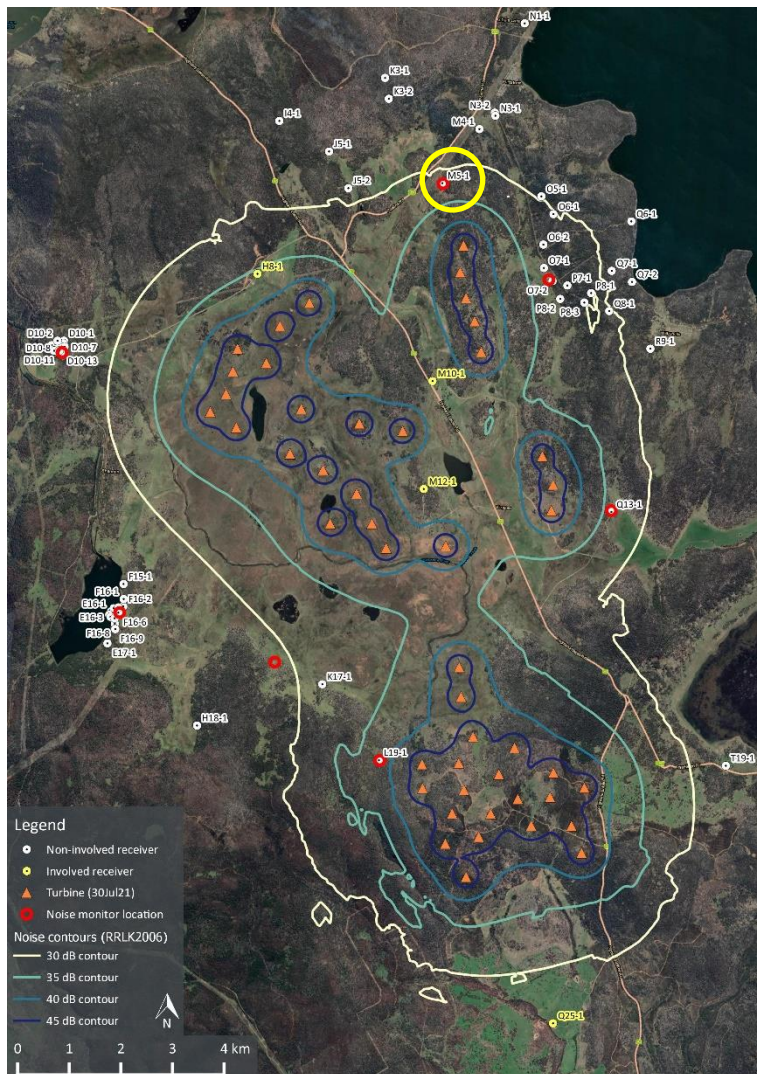 N1-1
K3-1
K3-2
I4-1
N3-2
N3-1
M4-1
J5-1
M5-1
J5-2
O5-1
O6-1
Q6-1
O6-2
H8-1
O7-1
Q7-1
P7-1
Q7-2
O7-2
P8-1
P8-2
P8-3
Q8-1
D10-2
D10-1
D10-8
D10-7
D10-11
D10-13
R9-1
M10-1
M12-1
Q13-1
F15-1
F16-1
F16-2
E16-1
E16-3
F16-6
F16-8
F16-9
E17-1
K17-1
H18-1
L19-1
T19-1
Legend
Non-involved receiver
Involved receiver
Turbine (30Jul21)
Noise monitor location
Noise contours (RRLK2006)
30 dB contour
35 dB contour
40 dB contour
45 dB contour
N
0 1 2 4 km
Q25-1